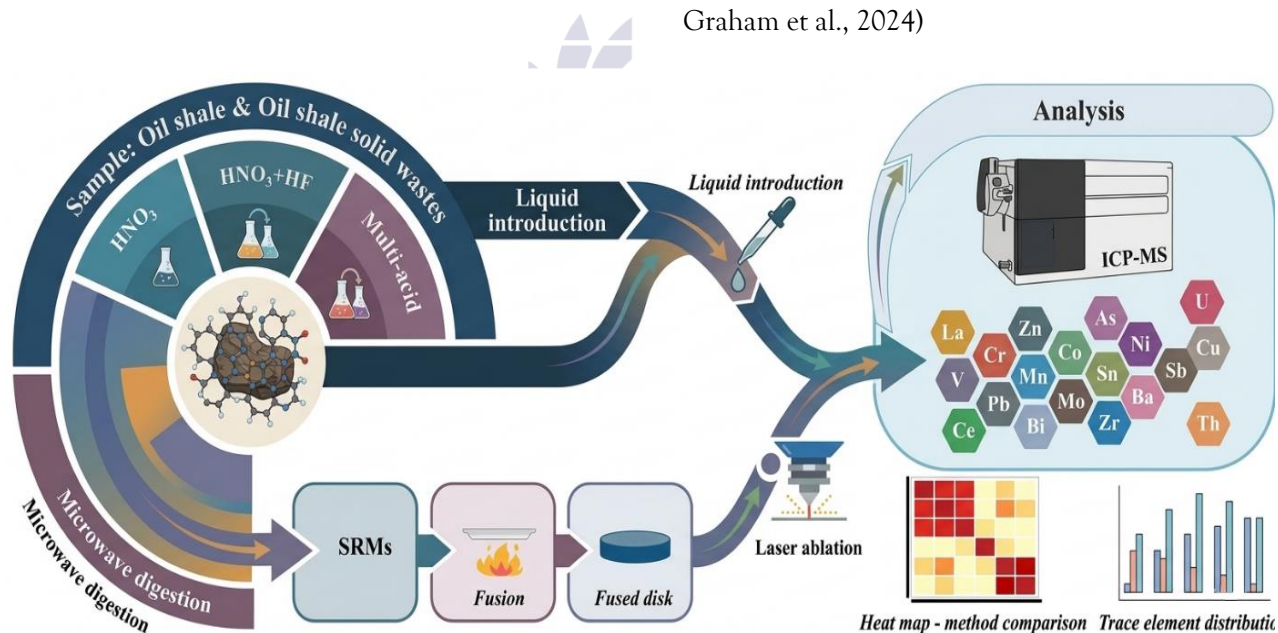 Graham et al., 2024)
Sample: Oil shale & Oil shale solid wastes
HNO₃
HNO₃+HF
Multi-acid
Microwave digestion
Microwave digestion
Liquid
introduction
Liquid introduction
SRMs
Fusion
Fused disk
Laser ablation
Analysis
ICP-MS
La
Zn
As
U
Cr
Co
Ni
Cu
V
Mn
Sn
Sb
Pb
Mo
Ba
Ce
Bi
Zr
Th
Heat map - method comparison
Trace element distributio